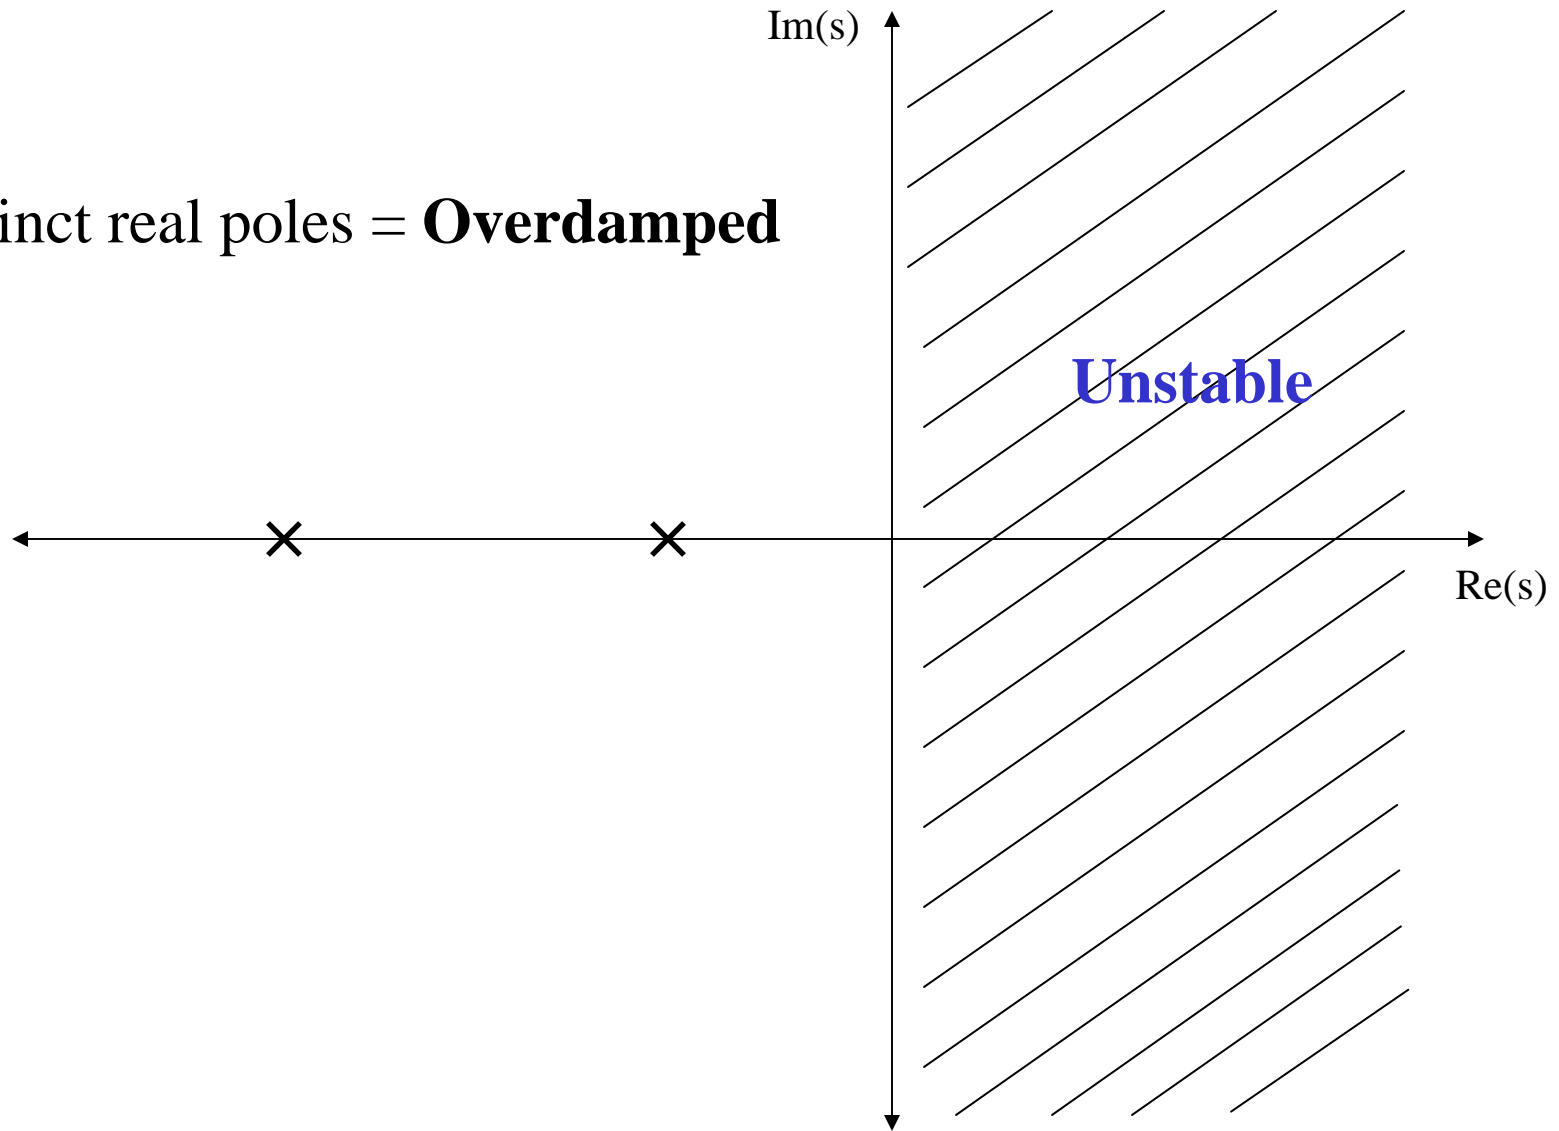 Im(s)
inct real poles = Overdamped
Unstable
Re(s)